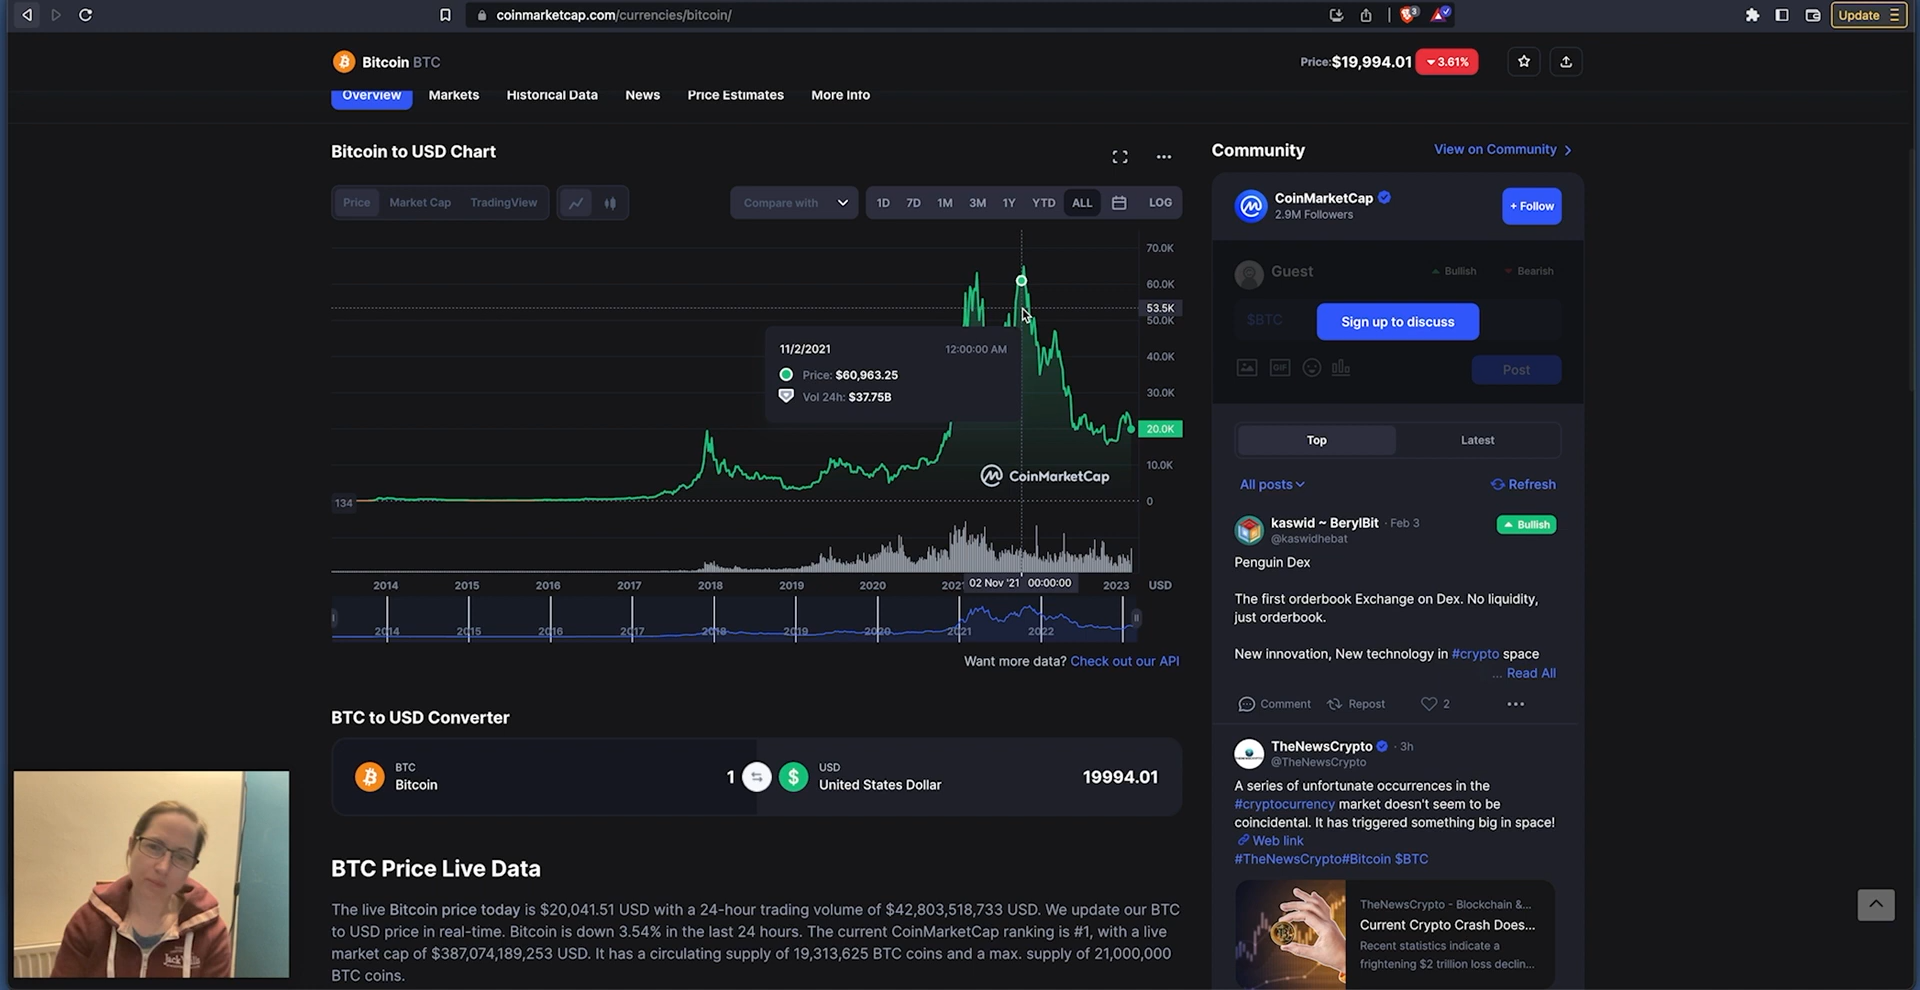 coinmarketcap.com/currencies/bitcoin/
3
Update
Bitcoin BTC
Price:$19,994.01 3.61%
Overview Markets Historical Data News Price Estimates More Info
Bitcoin to USD Chart
Price Market Cap TradingView
Compare with
1D 7D 1M 3M 1Y YTD ALL LOG
70.0K
60.0K
53.5K
50.0K
40.0K
30.0K
20.0K
10.0K
0
134
11/2/2021 12:00:00 AM
Price: $60,963.25
Vol 24h: $37.75B
CoinMarketCap
2014 2015 2016 2017 2018 2019 2020 2021 02 Nov '21 00:00:00 2023 USD
2014 2015 2016 2017 2018 2019 2020 2021 2022
Want more data? Check out our API
BTC to USD Converter
BTC
Bitcoin
1
$
USD
United States Dollar
19994.01
BTC Price Live Data
The live Bitcoin price today is $20,041.51 USD with a 24-hour trading volume of $42,803,518,733 USD. We update our BTC
to USD price in real-time. Bitcoin is down 3.54% in the last 24 hours. The current CoinMarketCap ranking is #1, with a live
market cap of $387,074,189,253 USD. It has a circulating supply of 19,313,625 BTC coins and a max. supply of 21,000,000
BTC coins.
Community
View on Community
CoinMarketCap
2.9M Followers
+ Follow
Guest
Bullish Bearish
$BTC
Sign up to discuss
GIF
Post
Top Latest
All posts
Refresh
kaswid ~ BerylBit · Feb 3
@kaswidhebat
Bullish
Penguin Dex
The first orderbook Exchange on Dex. No liquidity,
just orderbook.
New innovation, New technology in #crypto space
... Read All
Comment Repost 2
TheNewsCrypto · 3h
@TheNewsCrypto
A series of unfortunate occurrences in the
#cryptocurrency market doesn't seem to be
coincidental. It has triggered something big in space!
Web link
#TheNewsCrypto#Bitcoin $BTC
TheNewsCrypto - Blockchain &...
Current Crypto Crash Does...
Recent statistics indicate a
frightening $2 trillion loss declin...